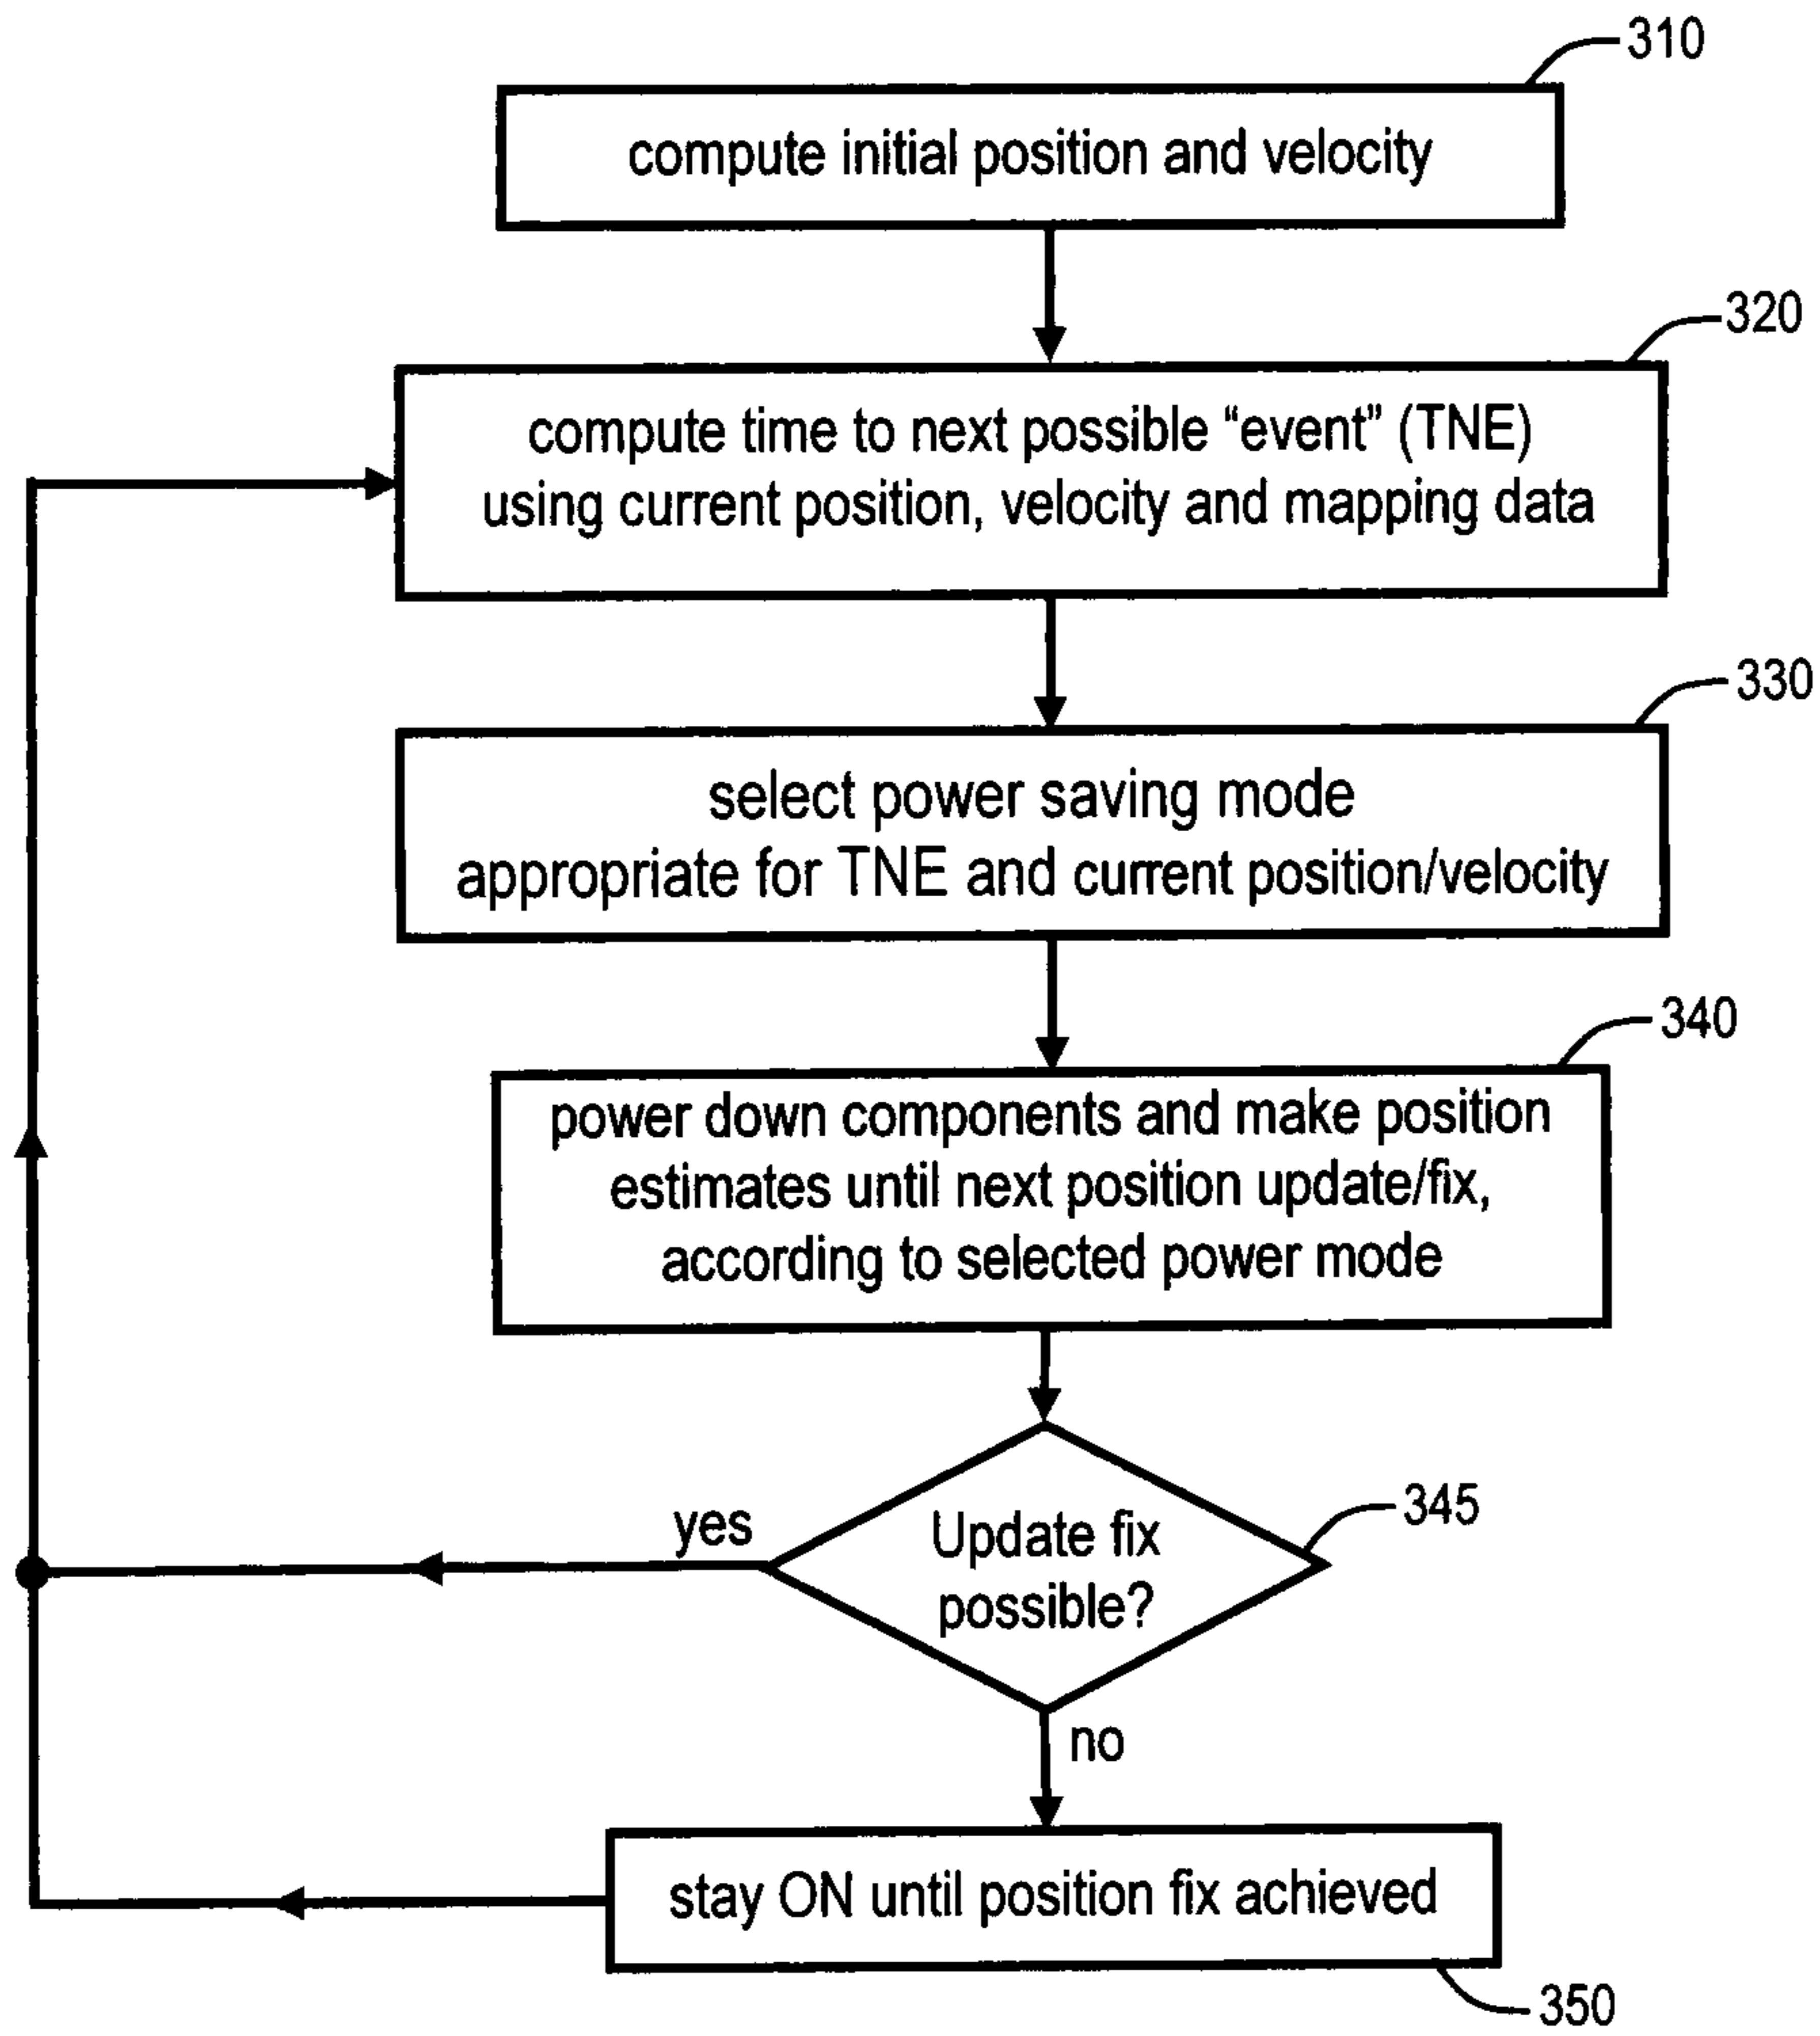 310
compute initial position and velocity
320
compute time to next possible “event” (TNE)
using current position, velocity and mapping data
330
select power saving mode
appropriate for TNE and current position/velocity
340
power down components and make position
estimates until next position update/fix,
according to selected power mode
345
Update fix
possible?
yes
no
stay ON until position fix achieved
350